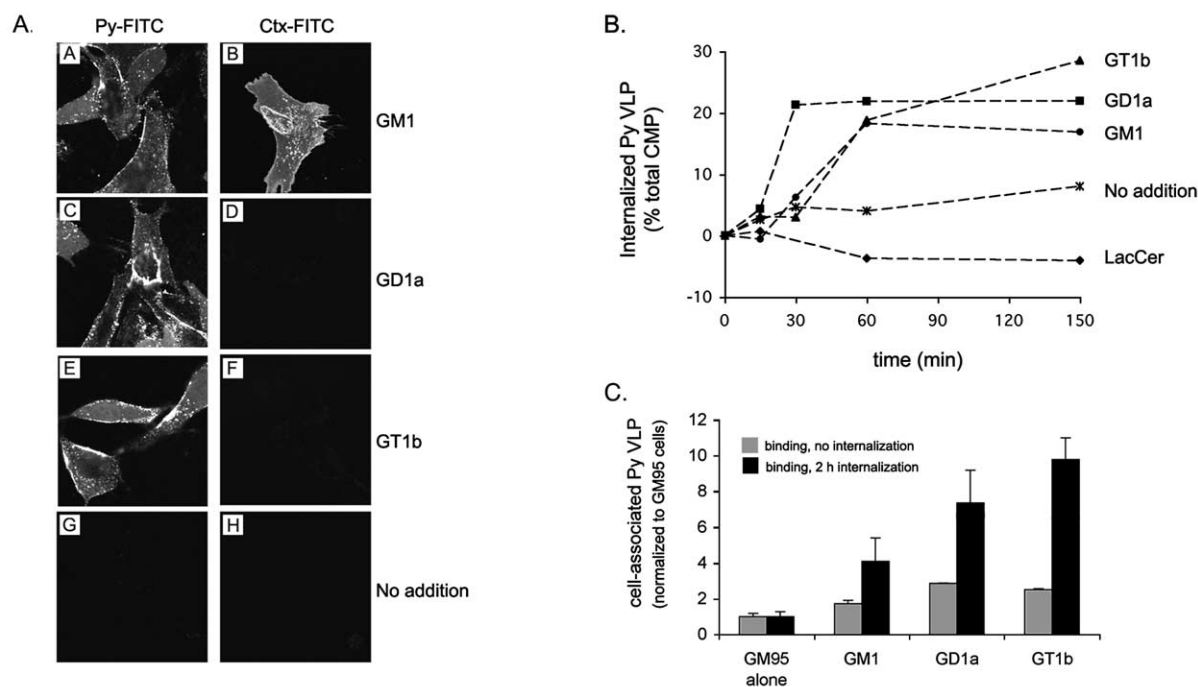 A.
Py-FITC
Ctx-FITC
A
B
GM1
C
D
GD1a
E
F
GT1b
G
H
No addition
B.
Internalized Py VLP
(% total CMP)
30
20
10
0
-10
0
30
60
90
120
150
time (min)
GT1b
GD1a
GM1
No addition
LacCer
C.
cell-associated Py VLP
(normalized to GM95 cells)
12
10
8
6
4
2
0
binding, no internalization
binding, 2 h internalization
GM95
alone
GM1
GD1a
GT1b